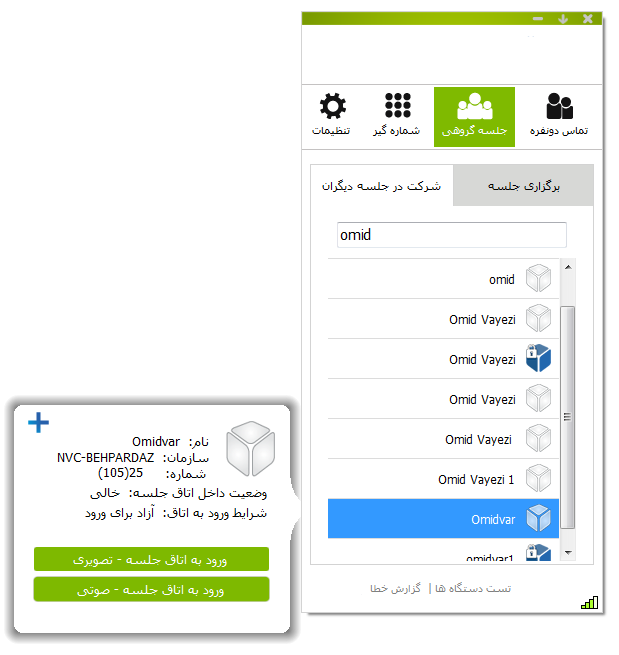 تماس دونفره
جلسه گروهی
شماره گیر
تنظیمات
برگزاری جلسه
شرکت در جلسه دیگران
omid
omid
Omid Vayezi
Omid Vayezi
Omid Vayezi
Omid Vayezi
Omid Vayezi 1
Omidvar
omidvar1
تست دستگاه ها | گزارش خطا
نام: Omidvar
سازمان: NVC-BEHPARDAZ
شماره: 25(105)
وضعیت داخل اتاق جلسه: خالی
شرایط ورود به اتاق: آزاد برای ورود
ورود به اتاق جلسه - تصویری
ورود به اتاق جلسه - صوتی